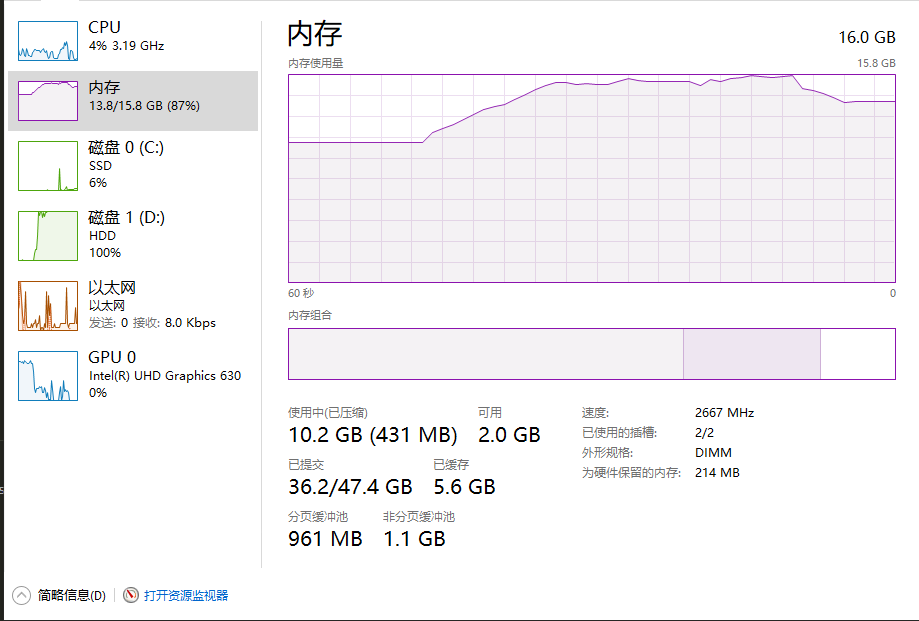 CPU
4% 3.19 GHz
内存
13.8/15.8 GB (87%)
磁盘 0 (C:)
SSD
6%
磁盘 1 (D:)
HDD
100%
以太网
以太网
发送: 0 接收: 8.0 Kbps
GPU 0
Intel(R) UHD Graphics 630
0%
内存
16.0 GB
内存使用量
15.8 GB
60 秒
0
内存组合
使用中(已压缩)
10.2 GB (431 MB)
可用
2.0 GB
已提交
36.2/47.4 GB
已缓存
5.6 GB
分页缓冲池
961 MB
非分页缓冲池
1.1 GB
速度: 2667 MHz
已使用的插槽: 2/2
外形规格: DIMM
为硬件保留的内存: 214 MB
简略信息(D)
打开资源监视器